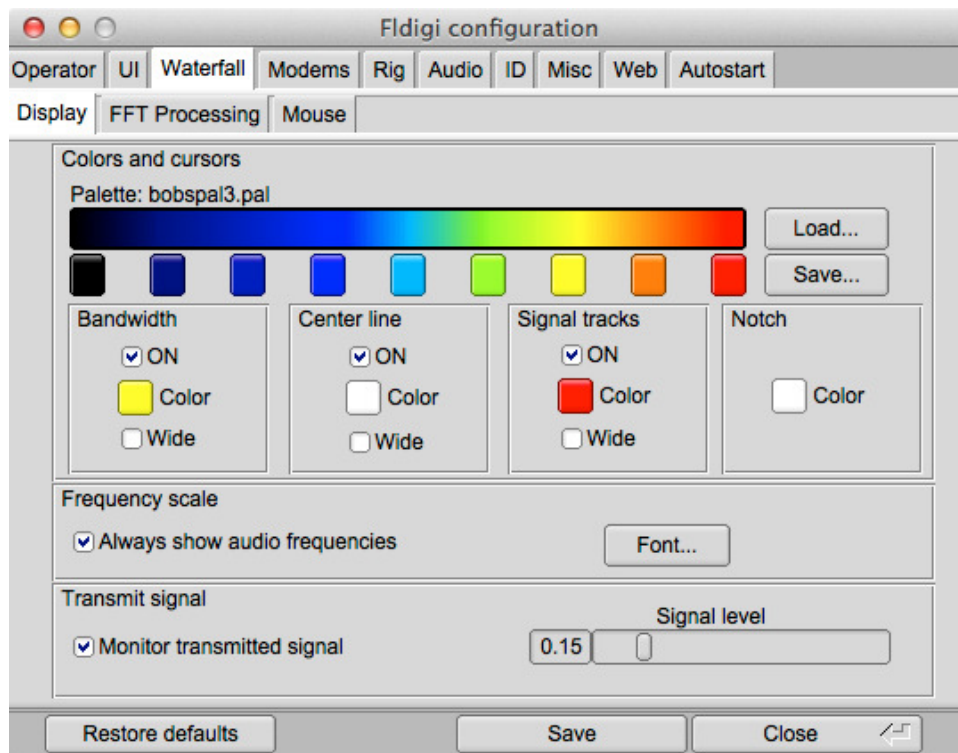 Fldigi configuration
Operator UI Waterfall Modems Rig Audio ID Misc Web Autostart
Display FFT Processing Mouse
Colors and cursors
Palette: bobspal3.pal
Load...
Save...
Bandwidth Center line Signal tracks Notch
ON ON ON
Color Color Color Color
Wide Wide Wide
Frequency scale
Always show audio frequencies Font...
Transmit signal
Signal level
Monitor transmitted signal 0.15
Restore defaults Save Close